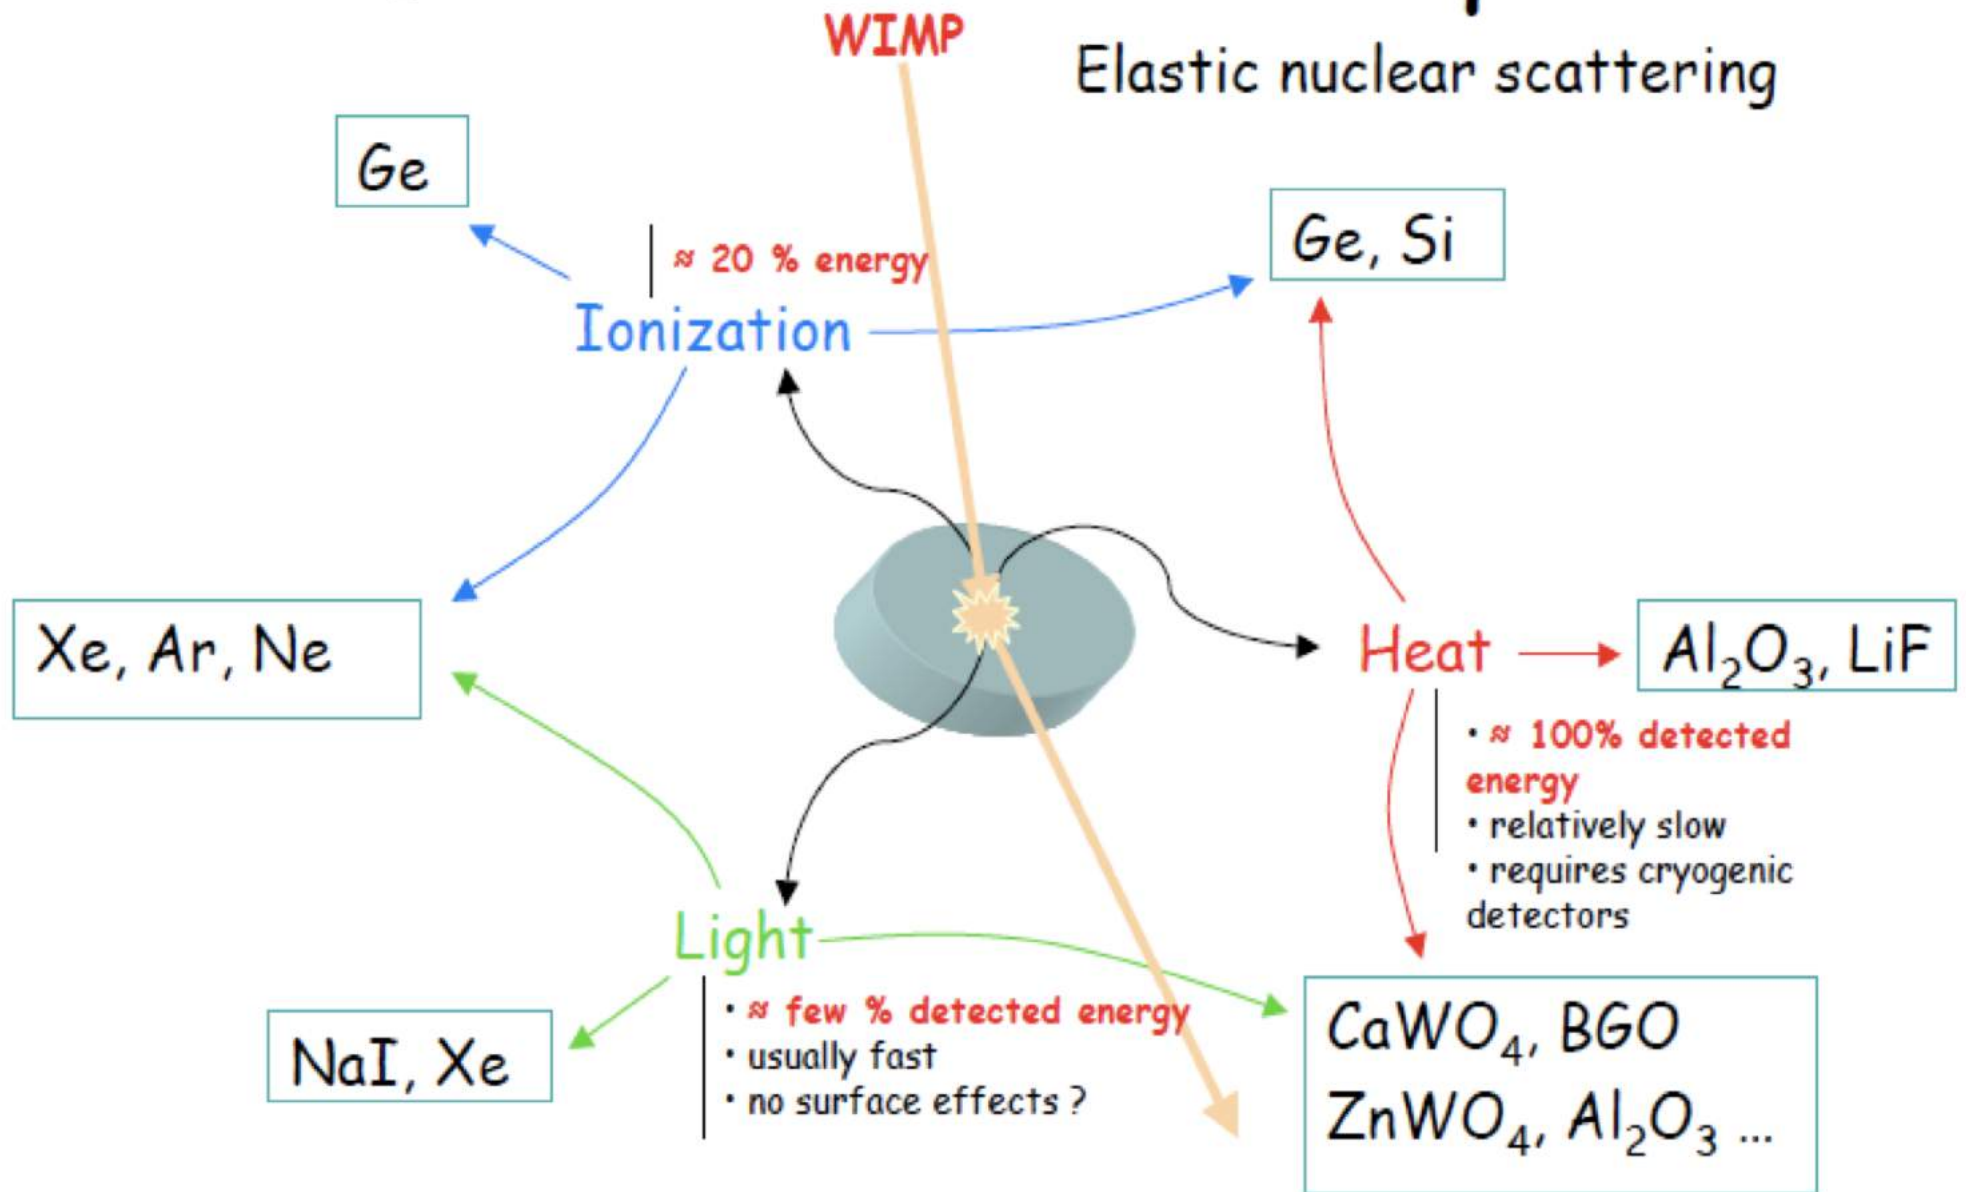 WIMP
Elastic nuclear scattering
Ge
≈ 20 % energy
Ge, Si
Ionization
Xe, Ar, Ne
Heat
Al₂O₃, LiF
• ≈ 100% detected
energy
• relatively slow
• requires cryogenic
detectors
Light
• ≈ few % detected energy
• usually fast
• no surface effects ?
NaI, Xe
CaWO₄, BGO
ZnWO₄, Al₂O₃ ...